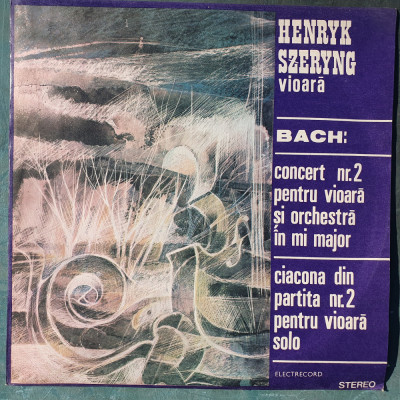 HENRYK
SZERYNG
vioară
BACH:
concert nr.2
pentru vioară
și orchestră
în mi major
ciacona din
partita nr.2
pentru vioară
solo
ELECTRECORD
STEREO